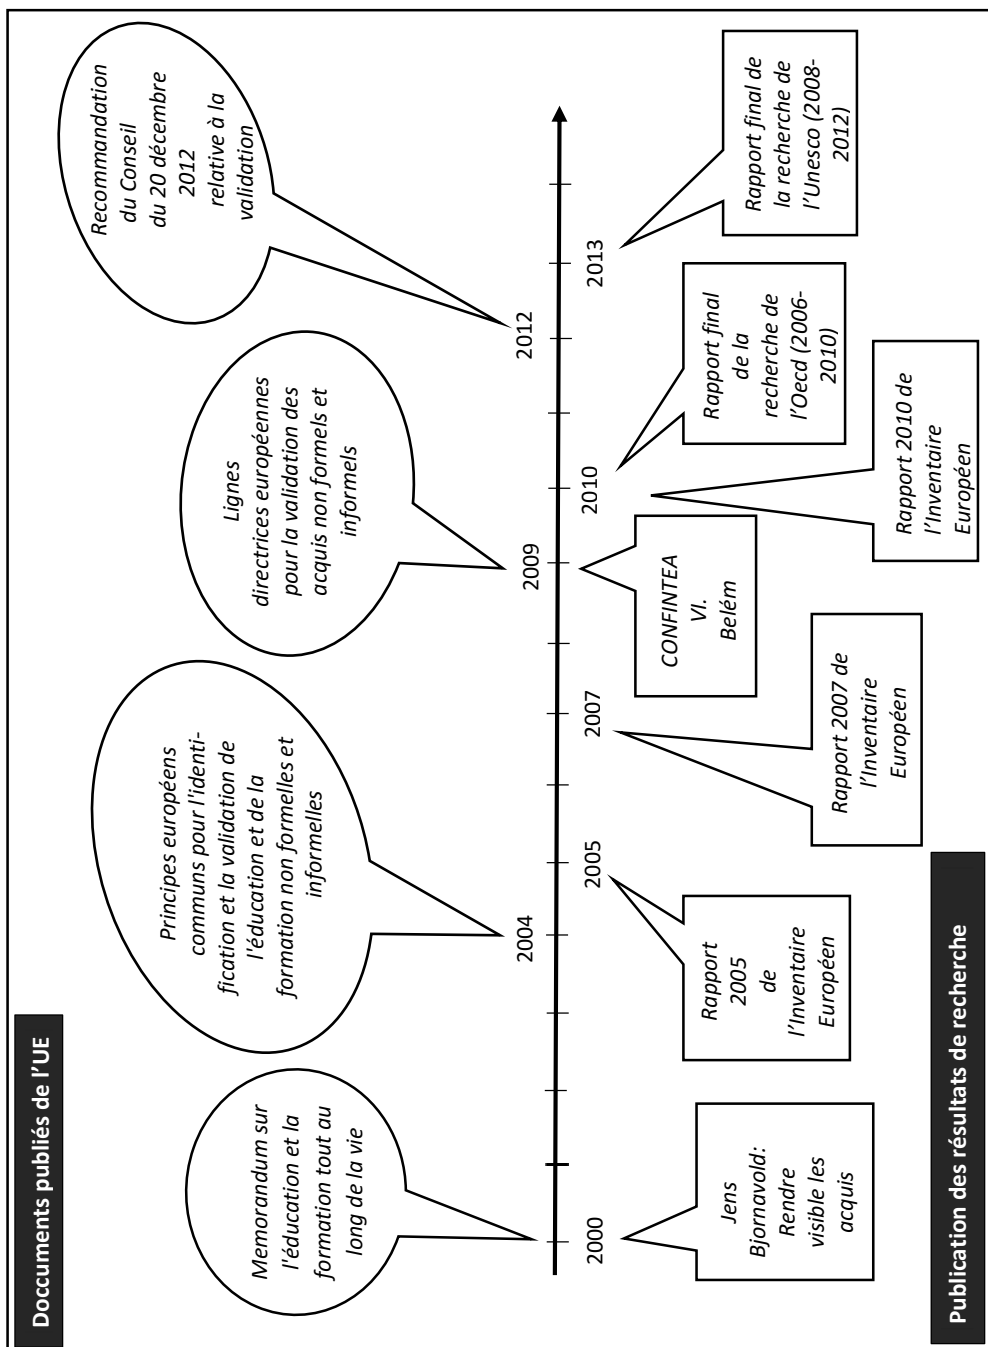 Doccuments publiés de l'UE
Memorandum sur
l'éducation et la
formation tout au
long de la vie
Principes européens
communs pour l'identi-
fication et la validation de
l'éducation et de la
formation non formelles et
informelles
Lignes
directrices européennes
pour la validation des
acquis non formels et
informels
Recommandation
du Conseil
du 20 décembre
2012
relative à la
validation
2000
2004
2005
2007
2009
2010
2012
2013
Jens
Bjornavold:
Rendre
visible les
acquis
Rapport
2005
de
l'Inventaire
Européen
Rapport 2007 de
l'Inventaire
Européen
CONFINTEA
VI.
Belém
Rapport 2010 de
l'Inventaire
Européen
Rapport final
de la
recherche de
l'Oecd (2006-
2010)
Rapport final de
la recherche de
l'Unesco (2008-
2012)
Publication des résultats de recherche